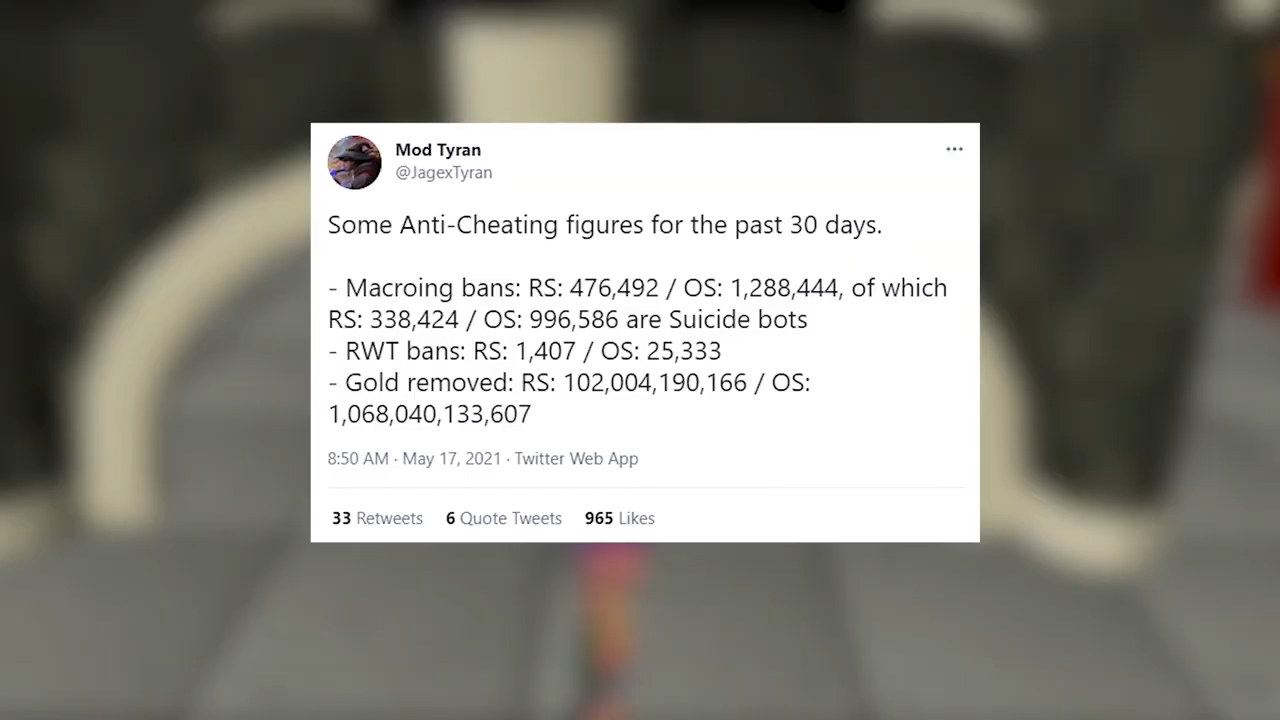 Mod Tyran
@JagexTyran
Some Anti-Cheating figures for the past 30 days.
- Macroing bans: RS: 476,492 / OS: 1,288,444, of which
RS: 338,424 / OS: 996,586 are Suicide bots
- RWT bans: RS: 1,407 / OS: 25,333
- Gold removed: RS: 102,004,190,166 / OS:
1,068,040,133,607
8:50 AM · May 17, 2021 · Twitter Web App
33 Retweets 6 Quote Tweets 965 Likes